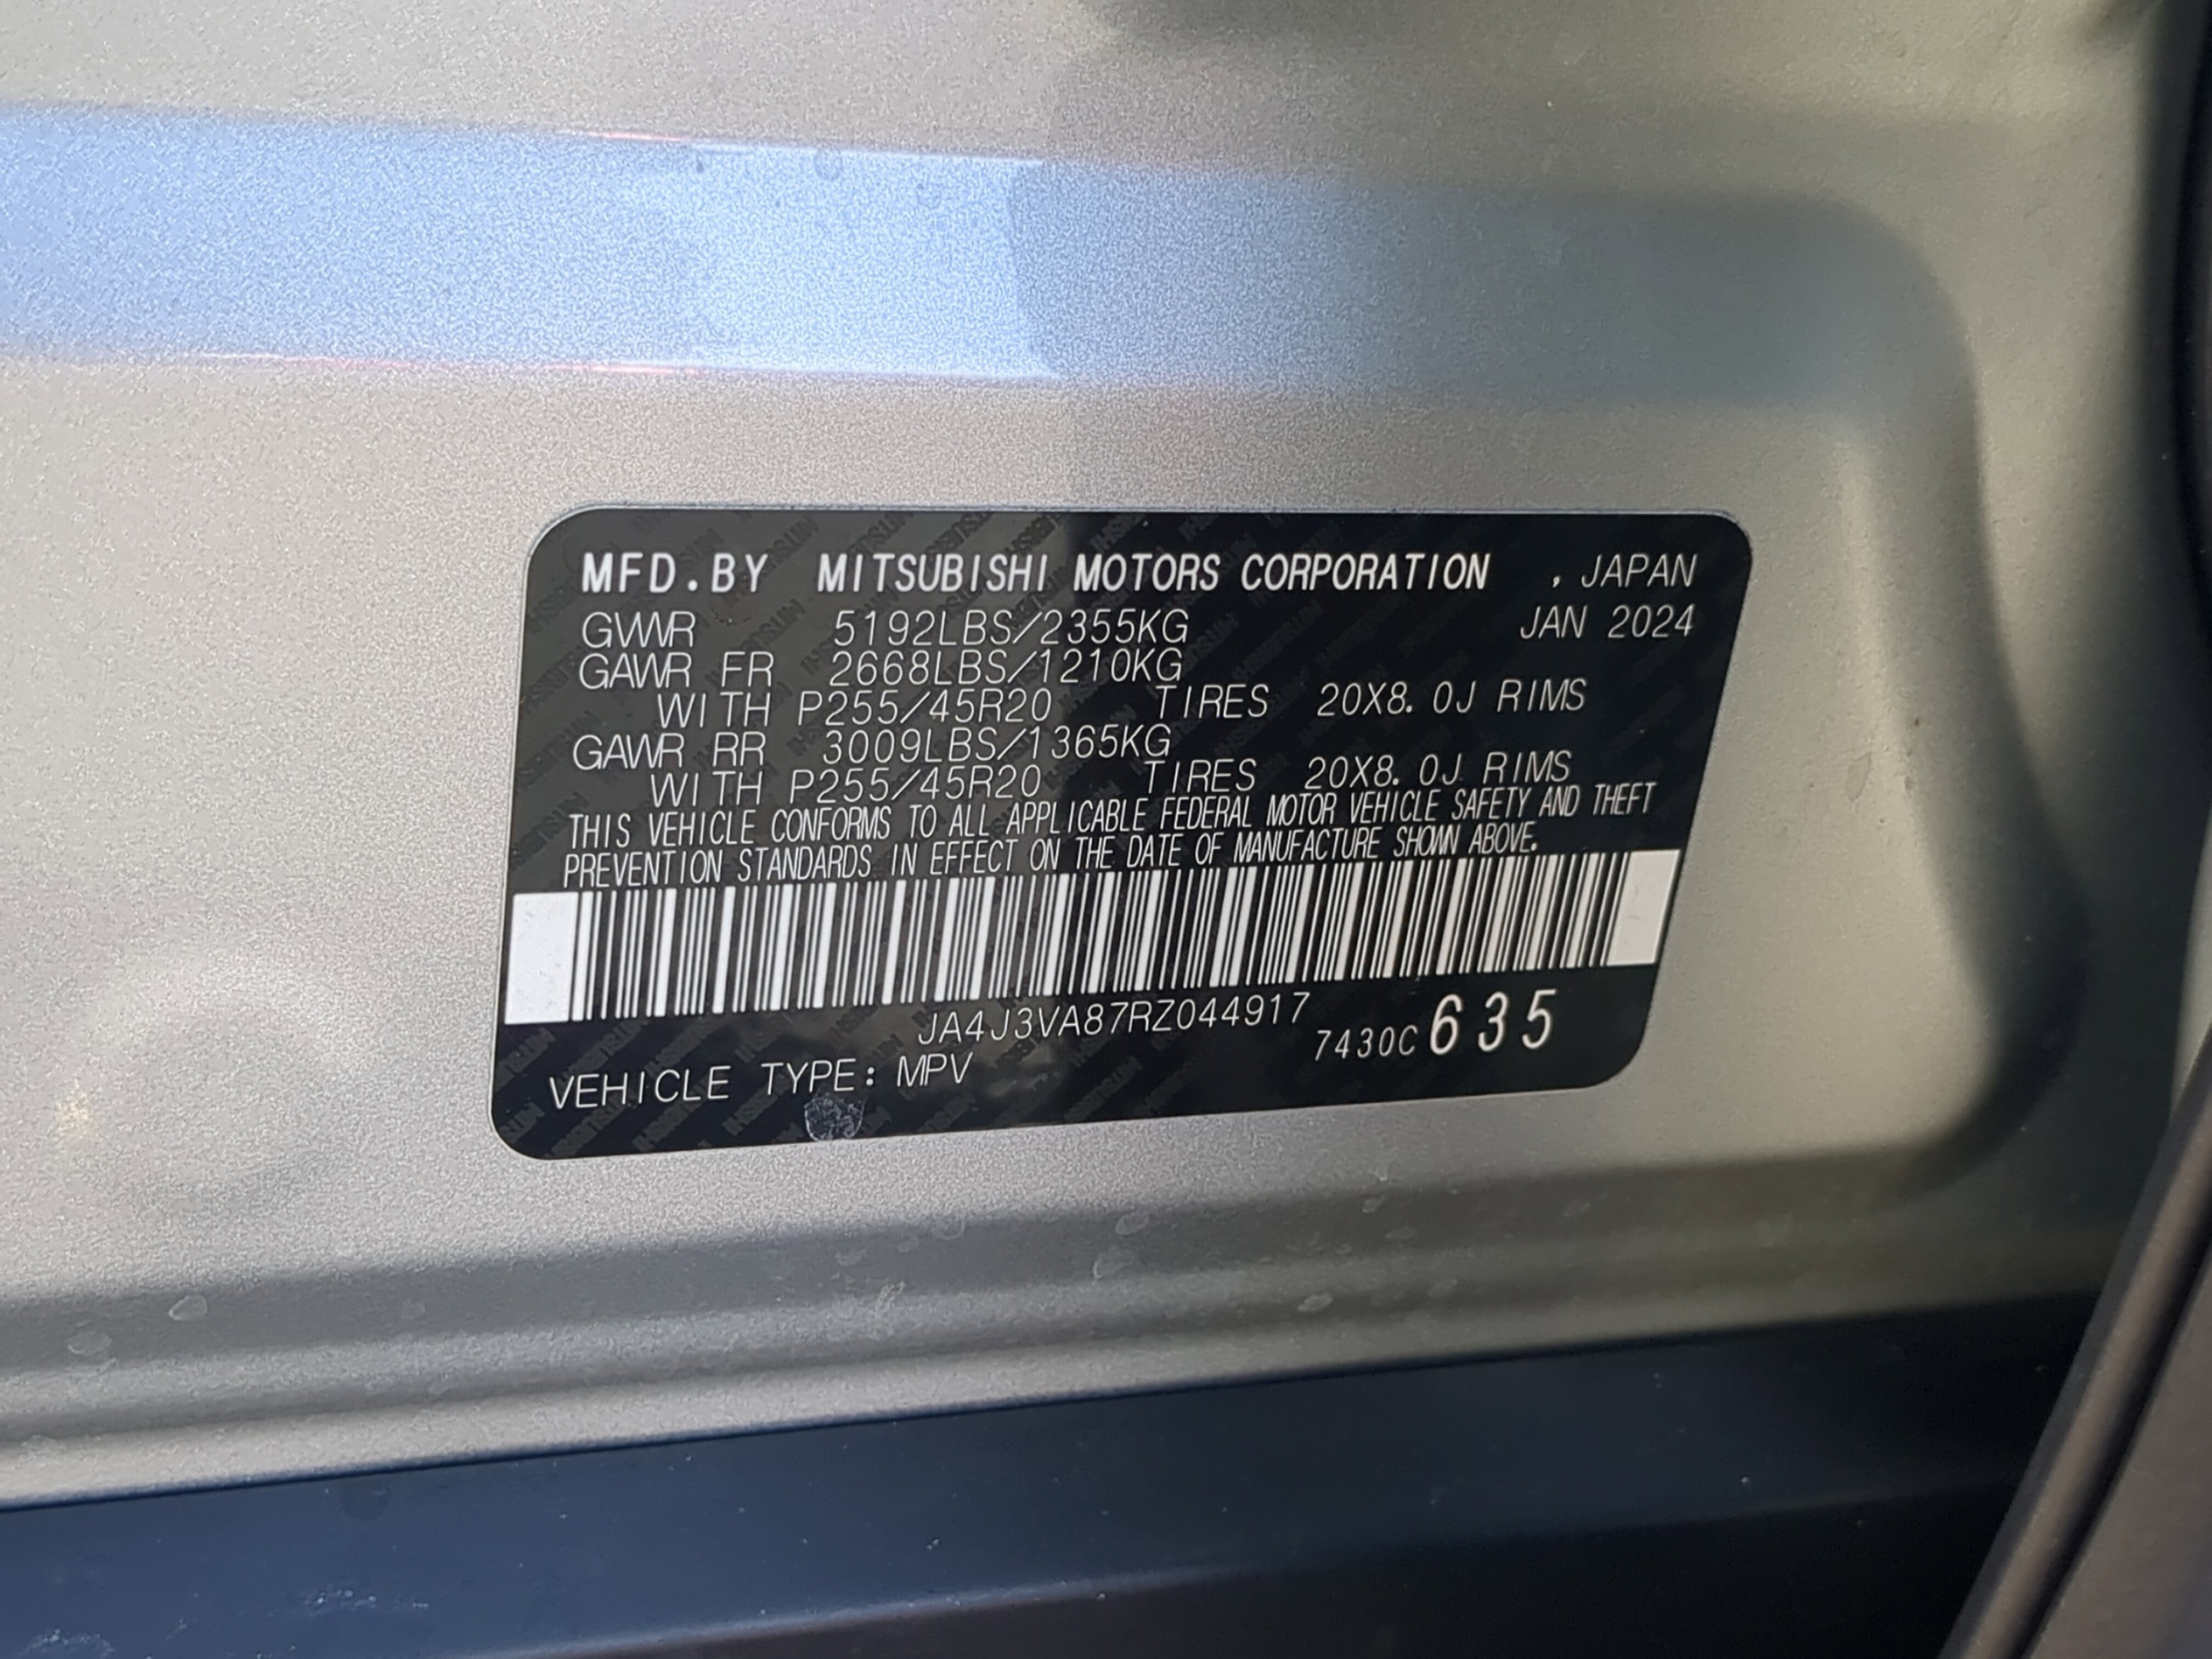 MFD.BY MITSUBISHI MOTORS CORPORATION , JAPAN
JAN 2024
GVWR 5192LBS/2355KG
GAWR FR 2668LBS/1210KG
WITH P255/45R20 TIRES 20X8.0J RIMS
GAWR RR 3009LBS/1365KG
WITH P255/45R20 TIRES 20X8.0J RIMS
THIS VEHICLE CONFORMS TO ALL APPLICABLE FEDERAL MOTOR VEHICLE SAFETY AND THEFT
PREVENTION STANDARDS IN EFFECT ON THE DATE OF MANUFACTURE SHOWN ABOVE.
JA4J3VA87RZ044917
7430C 635
VEHICLE TYPE: MPV